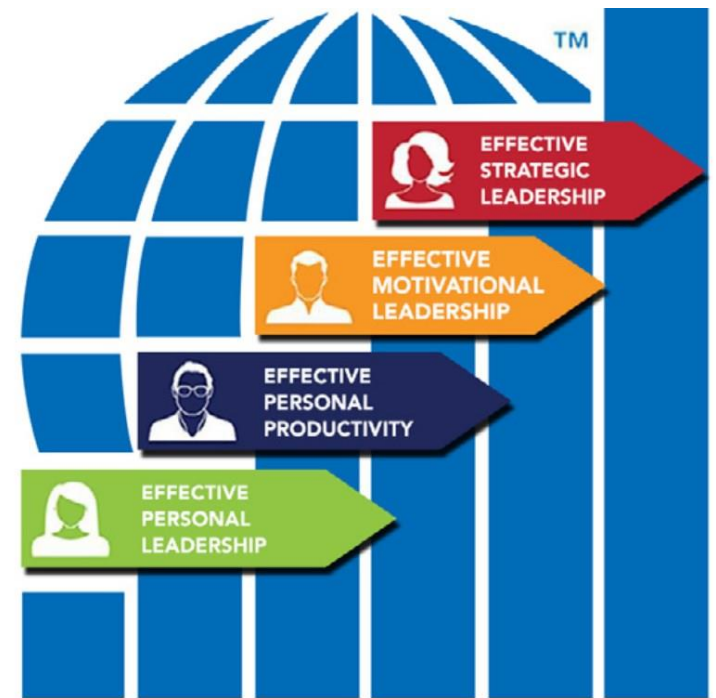 TM
EFFECTIVE
STRATEGIC
LEADERSHIP
EFFECTIVE
MOTIVATIONAL
LEADERSHIP
EFFECTIVE
PERSONAL
PRODUCTIVITY
EFFECTIVE
PERSONAL
LEADERSHIP